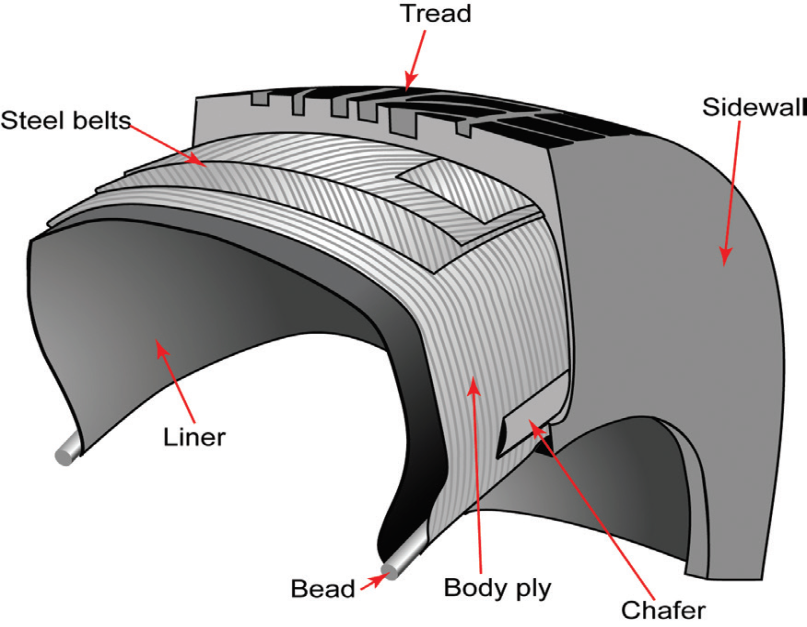 Tread
Steel belts
Sidewall
Liner
Bead
Body ply
Chafer